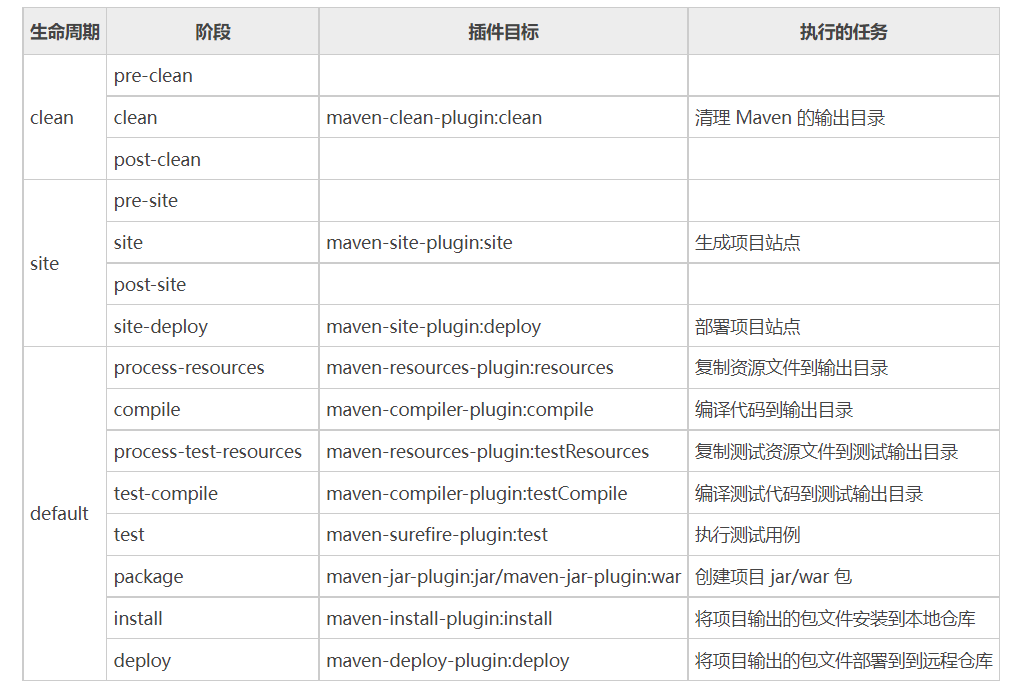 生命周期 阶段 插件目标 执行的任务
clean
pre-clean
clean maven-clean-plugin:clean 清理 Maven 的输出目录
post-clean
site
pre-site
site maven-site-plugin:site 生成项目站点
post-site
site-deploy maven-site-plugin:deploy 部署项目站点
default
process-resources maven-resources-plugin:resources 复制资源文件到输出目录
compile maven-compiler-plugin:compile 编译代码到输出目录
process-test-resources maven-resources-plugin:testResources 复制测试资源文件到测试输出目录
test-compile maven-compiler-plugin:testCompile 编译测试代码到测试输出目录
test maven-surefire-plugin:test 执行测试用例
package maven-jar-plugin:jar/maven-jar-plugin:war 创建项目 jar/war 包
install maven-install-plugin:install 将项目输出的包文件安装到本地仓库
deploy maven-deploy-plugin:deploy 将项目输出的包文件部署到到远程仓库